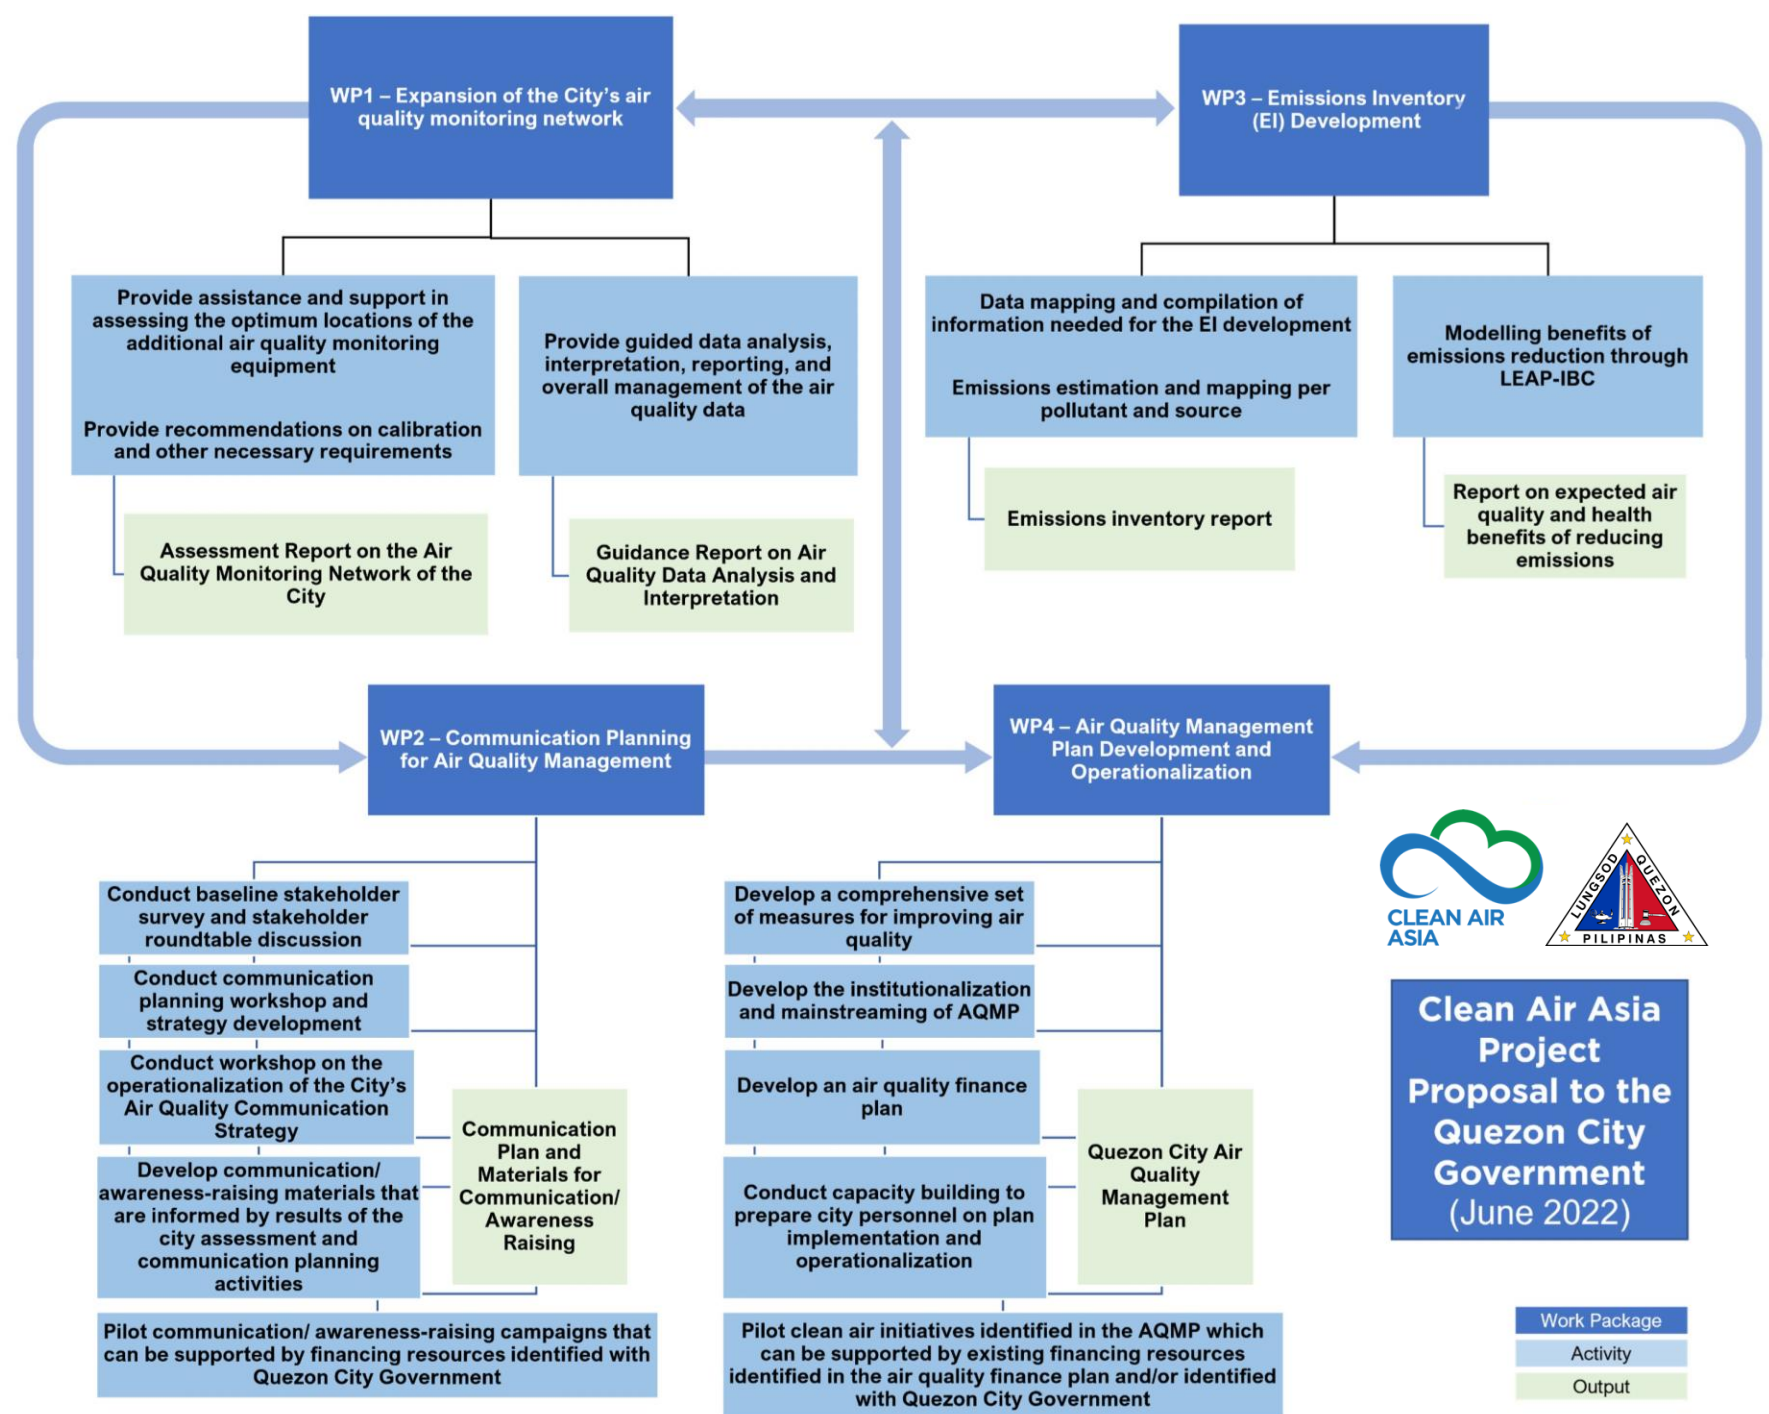 WP1 – Expansion of the City's air
quality monitoring network
WP3 – Emissions Inventory
(EI) Development
Provide assistance and support in
assessing the optimum locations of the
additional air quality monitoring
equipment
Provide recommendations on calibration
and other necessary requirements
Provide guided data analysis,
interpretation, reporting, and
overall management of the air
quality data
Data mapping and compilation of
information needed for the EI development
Emissions estimation and mapping per
pollutant and source
Modelling benefits of
emissions reduction through
LEAP-IBC
Assessment Report on the Air
Quality Monitoring Network of the
City
Guidance Report on Air
Quality Data Analysis and
Interpretation
Emissions inventory report
Report on expected air
quality and health
benefits of reducing
emissions
WP2 – Communication Planning
for Air Quality Management
WP4 – Air Quality Management
Plan Development and
Operationalization
Conduct baseline stakeholder
survey and stakeholder
roundtable discussion
Conduct communication
planning workshop and
strategy development
Conduct workshop on the
operationalization of the City's
Air Quality Communication
Strategy
Develop communication/
awareness-raising materials that
are informed by results of the
city assessment and
communication planning
activities
Pilot communication/ awareness-raising campaigns that
can be supported by financing resources identified with
Quezon City Government
Communication
Plan and
Materials for
Communication/
Awareness
Raising
Develop a comprehensive set
of measures for improving air
quality
Develop the institutionalization
and mainstreaming of AQMP
Develop an air quality finance
plan
Conduct capacity building to
prepare city personnel on plan
implementation and
operationalization
Pilot clean air initiatives identified in the AQMP which
can be supported by existing financing resources
identified in the air quality finance plan and/or identified
with Quezon City Government
Quezon City Air
Quality
Management
Plan
CLEAN AIR
ASIA
LUNGSOD
QUEZON
PILIPINAS
Clean Air Asia
Project
Proposal to the
Quezon City
Government
(June 2022)
Work Package
Activity
Output